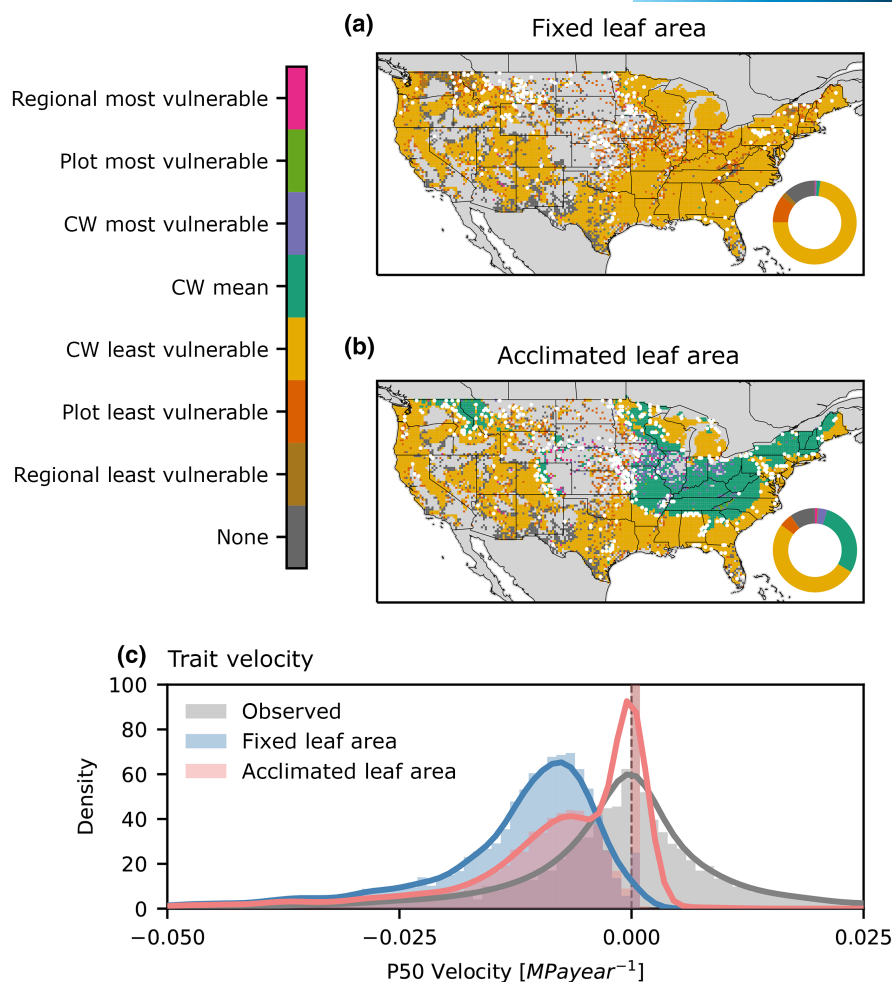 (a)
Fixed leaf area
Regional most vulnerable
Plot most vulnerable
CW most vulnerable
CW mean
CW least vulnerable
Plot least vulnerable
Regional least vulnerable
None
(b)
Acclimated leaf area
(c) Trait velocity
100
80
60
40
20
0
Density
Observed
Fixed leaf area
Acclimated leaf area
−0.050
−0.025
0.000
0.025
P50 Velocity [MPayear⁻¹]